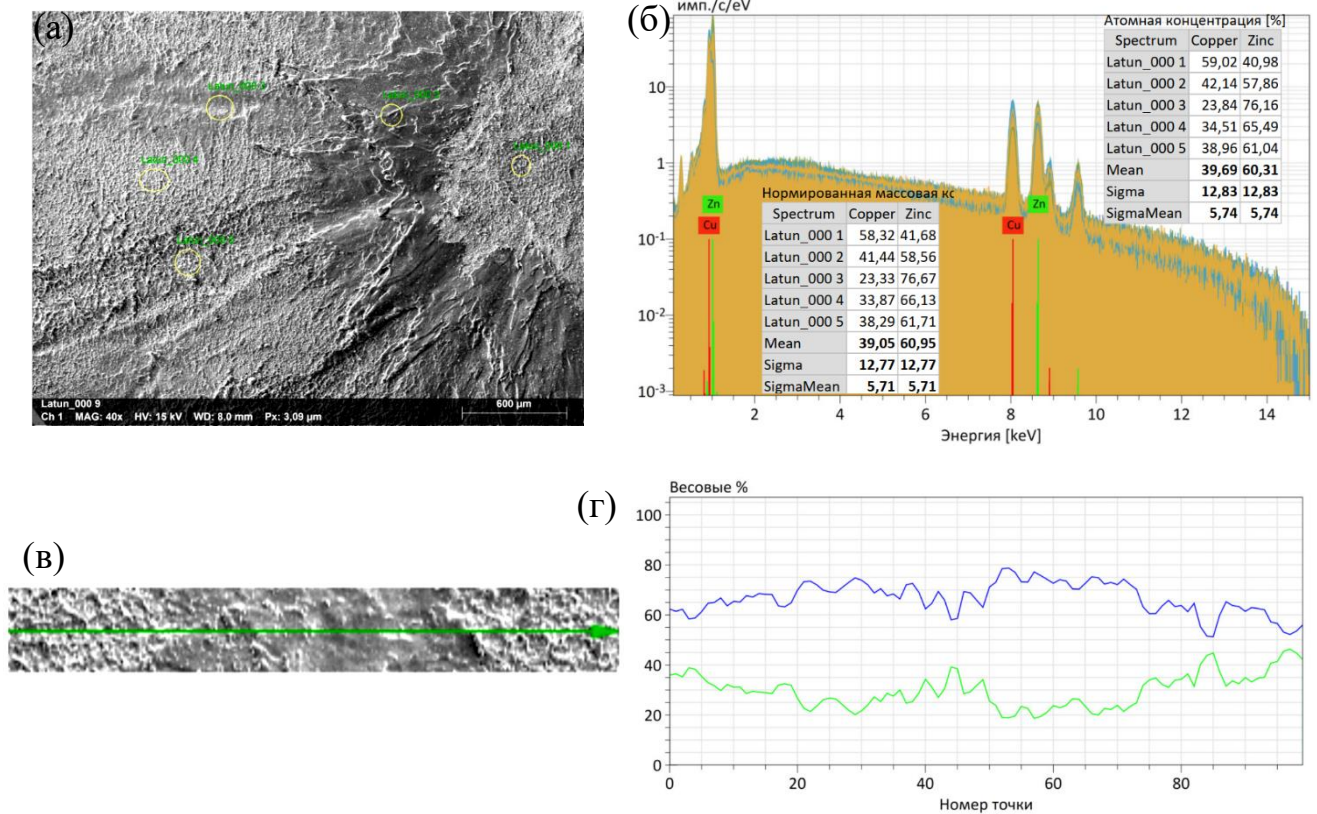 (а)
Latun_000 4
Latun_000 9
Ch 1 MAG: 40x HV: 15 kV WD: 8.0 mm Px: 3,09 µm
600 µm
(б)
имп./с/eV
10
1
10⁻¹
10⁻²
10⁻³
2 4 6 8 10 12 14
Энергия [keV]
Zn
Cu
Cu
Zn
Атомная концентрация [%]
Spectrum Copper Zinc
Latun_000 1 59,02 40,98
Latun_000 2 42,14 57,86
Latun_000 3 23,84 76,16
Latun_000 4 34,51 65,49
Latun_000 5 38,96 61,04
Mean 39,69 60,31
Sigma 12,83 12,83
SigmaMean 5,74 5,74
Нормированная массовая кс
Spectrum Copper Zinc
Latun_000 1 58,32 41,68
Latun_000 2 41,44 58,56
Latun_000 3 23,33 76,67
Latun_000 4 33,87 66,13
Latun_000 5 38,29 61,71
Mean 39,05 60,95
Sigma 12,77 12,77
SigmaMean 5,71 5,71
(в)
(г)
Весовые %
100
80
60
40
20
0
0 20 40 60 80
Номер точки